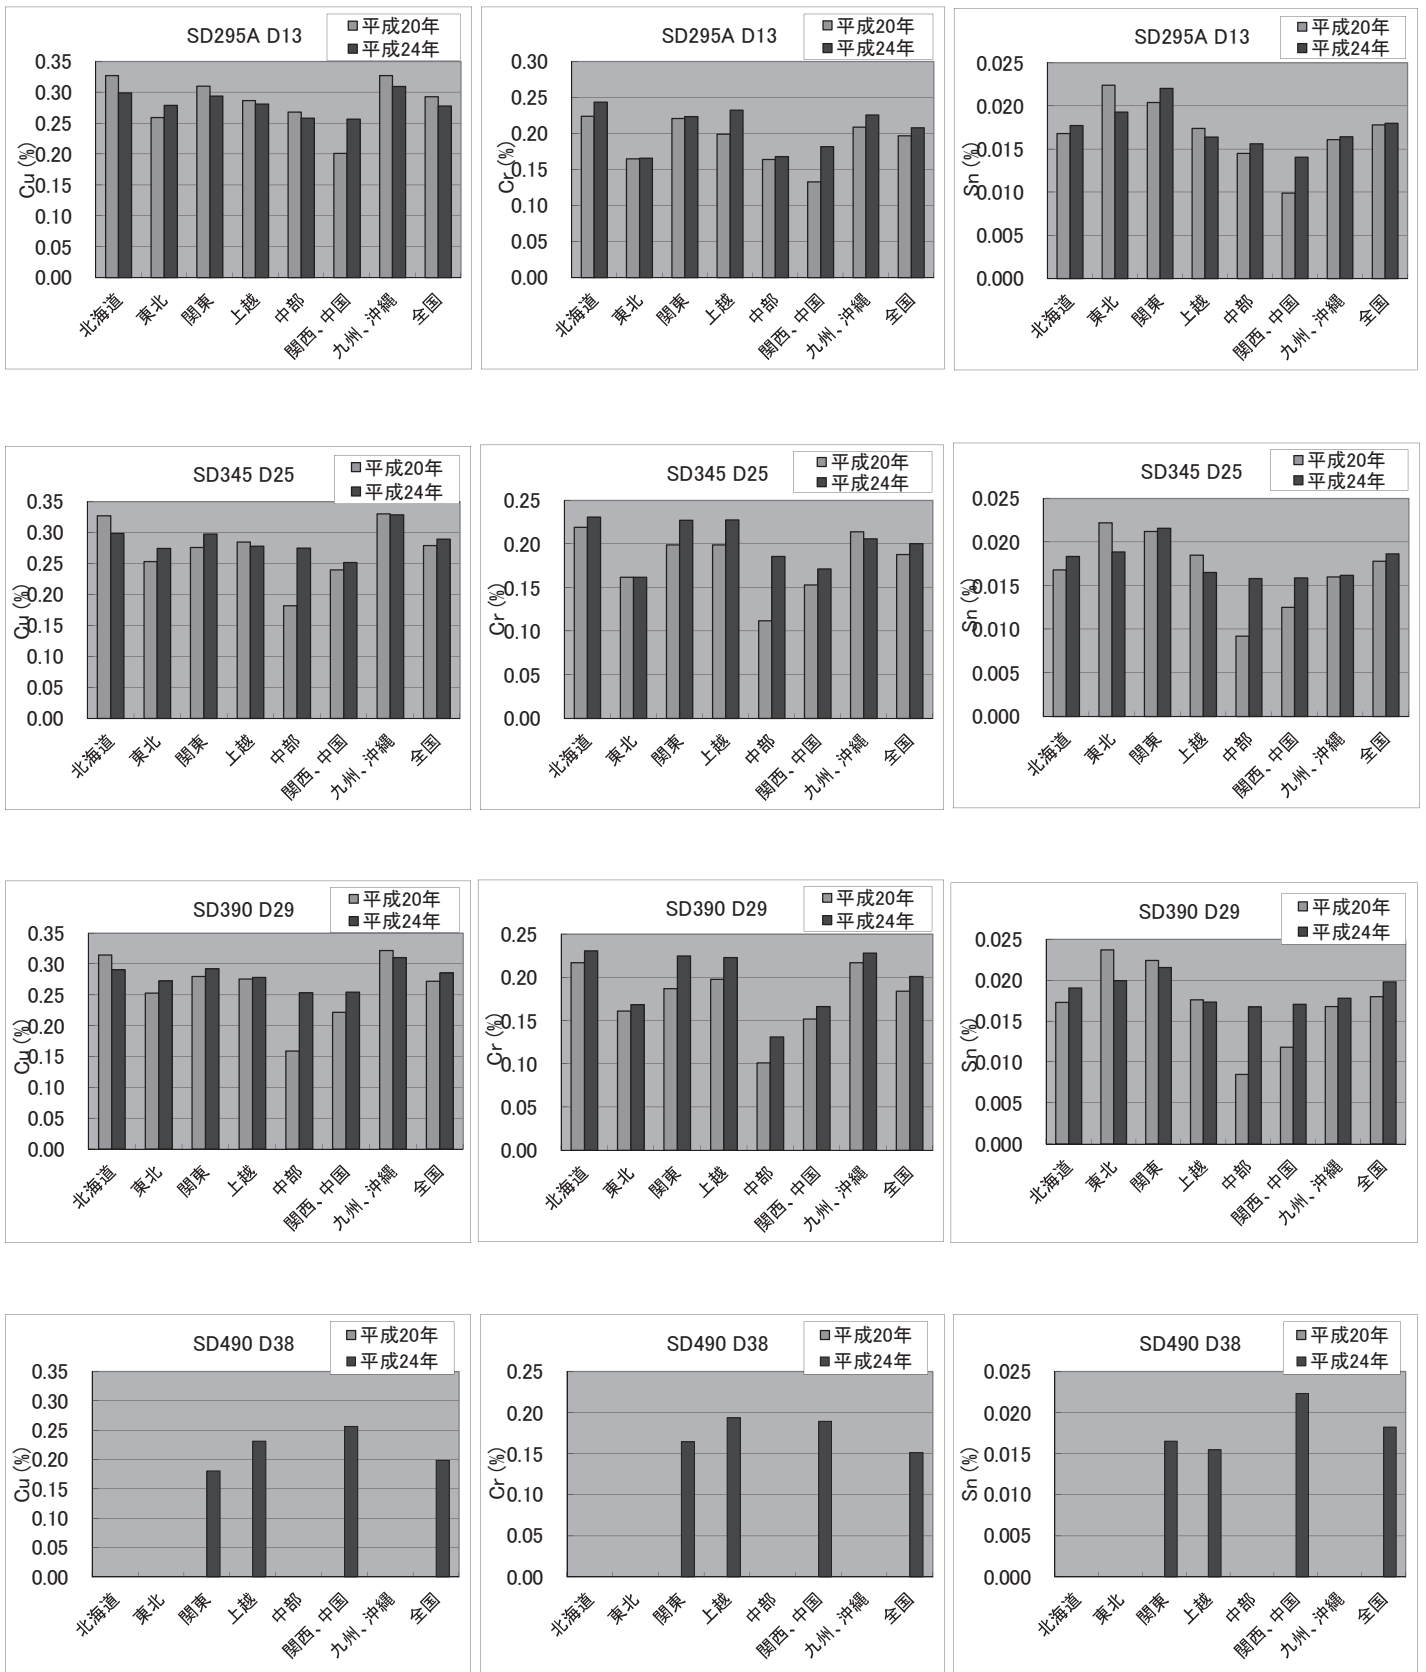 SD295A D13
平成20年
平成24年
Cu (%)
0.35
0.30
0.25
0.20
0.15
0.10
0.05
0.00
北海道
東北
関東
上越
中部
関西、中国
九州、沖縄
全国
SD295A D13
平成20年
平成24年
Cr (%)
0.30
0.25
0.20
0.15
0.10
0.05
0.00
北海道
東北
関東
上越
中部
関西、中国
九州、沖縄
全国
SD295A D13
平成20年
平成24年
Sn (%)
0.025
0.020
0.015
0.010
0.005
0.000
北海道
東北
関東
上越
中部
関西、中国
九州、沖縄
全国
SD345 D25
平成20年
平成24年
Cu (%)
0.35
0.30
0.25
0.20
0.15
0.10
0.05
0.00
北海道
東北
関東
上越
中部
関西、中国
九州、沖縄
全国
SD345 D25
平成20年
平成24年
Cr (%)
0.25
0.20
0.15
0.10
0.05
0.00
北海道
東北
関東
上越
中部
関西、中国
九州、沖縄
全国
SD345 D25
平成20年
平成24年
Sn (%)
0.025
0.020
0.015
0.010
0.005
0.000
北海道
東北
関東
上越
中部
関西、中国
九州、沖縄
全国
SD390 D29
平成20年
平成24年
Cu (%)
0.35
0.30
0.25
0.20
0.15
0.10
0.05
0.00
北海道
東北
関東
上越
中部
関西、中国
九州、沖縄
全国
SD390 D29
平成20年
平成24年
Cr (%)
0.25
0.20
0.15
0.10
0.05
0.00
北海道
東北
関東
上越
中部
関西、中国
九州、沖縄
全国
SD390 D29
平成20年
平成24年
Sn (%)
0.025
0.020
0.015
0.010
0.005
0.000
北海道
東北
関東
上越
中部
関西、中国
九州、沖縄
全国
SD490 D38
平成20年
平成24年
Cu (%)
0.35
0.30
0.25
0.20
0.15
0.10
0.05
0.00
北海道
東北
関東
上越
中部
関西、中国
九州、沖縄
全国
SD490 D38
平成20年
平成24年
Cr (%)
0.25
0.20
0.15
0.10
0.05
0.00
北海道
東北
関東
上越
中部
関西、中国
九州、沖縄
全国
SD490 D38
平成20年
平成24年
Sn (%)
0.025
0.020
0.015
0.010
0.005
0.000
北海道
東北
関東
上越
中部
関西、中国
九州、沖縄
全国